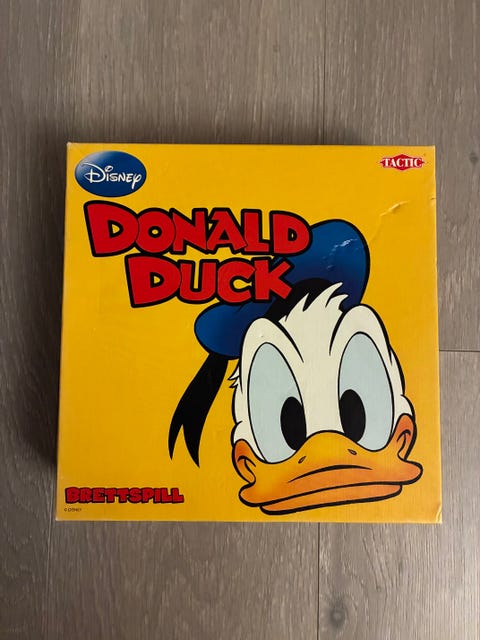 Disney
TACTIC
DONALD
DUCK
BRETTSPILL
© DISNEY